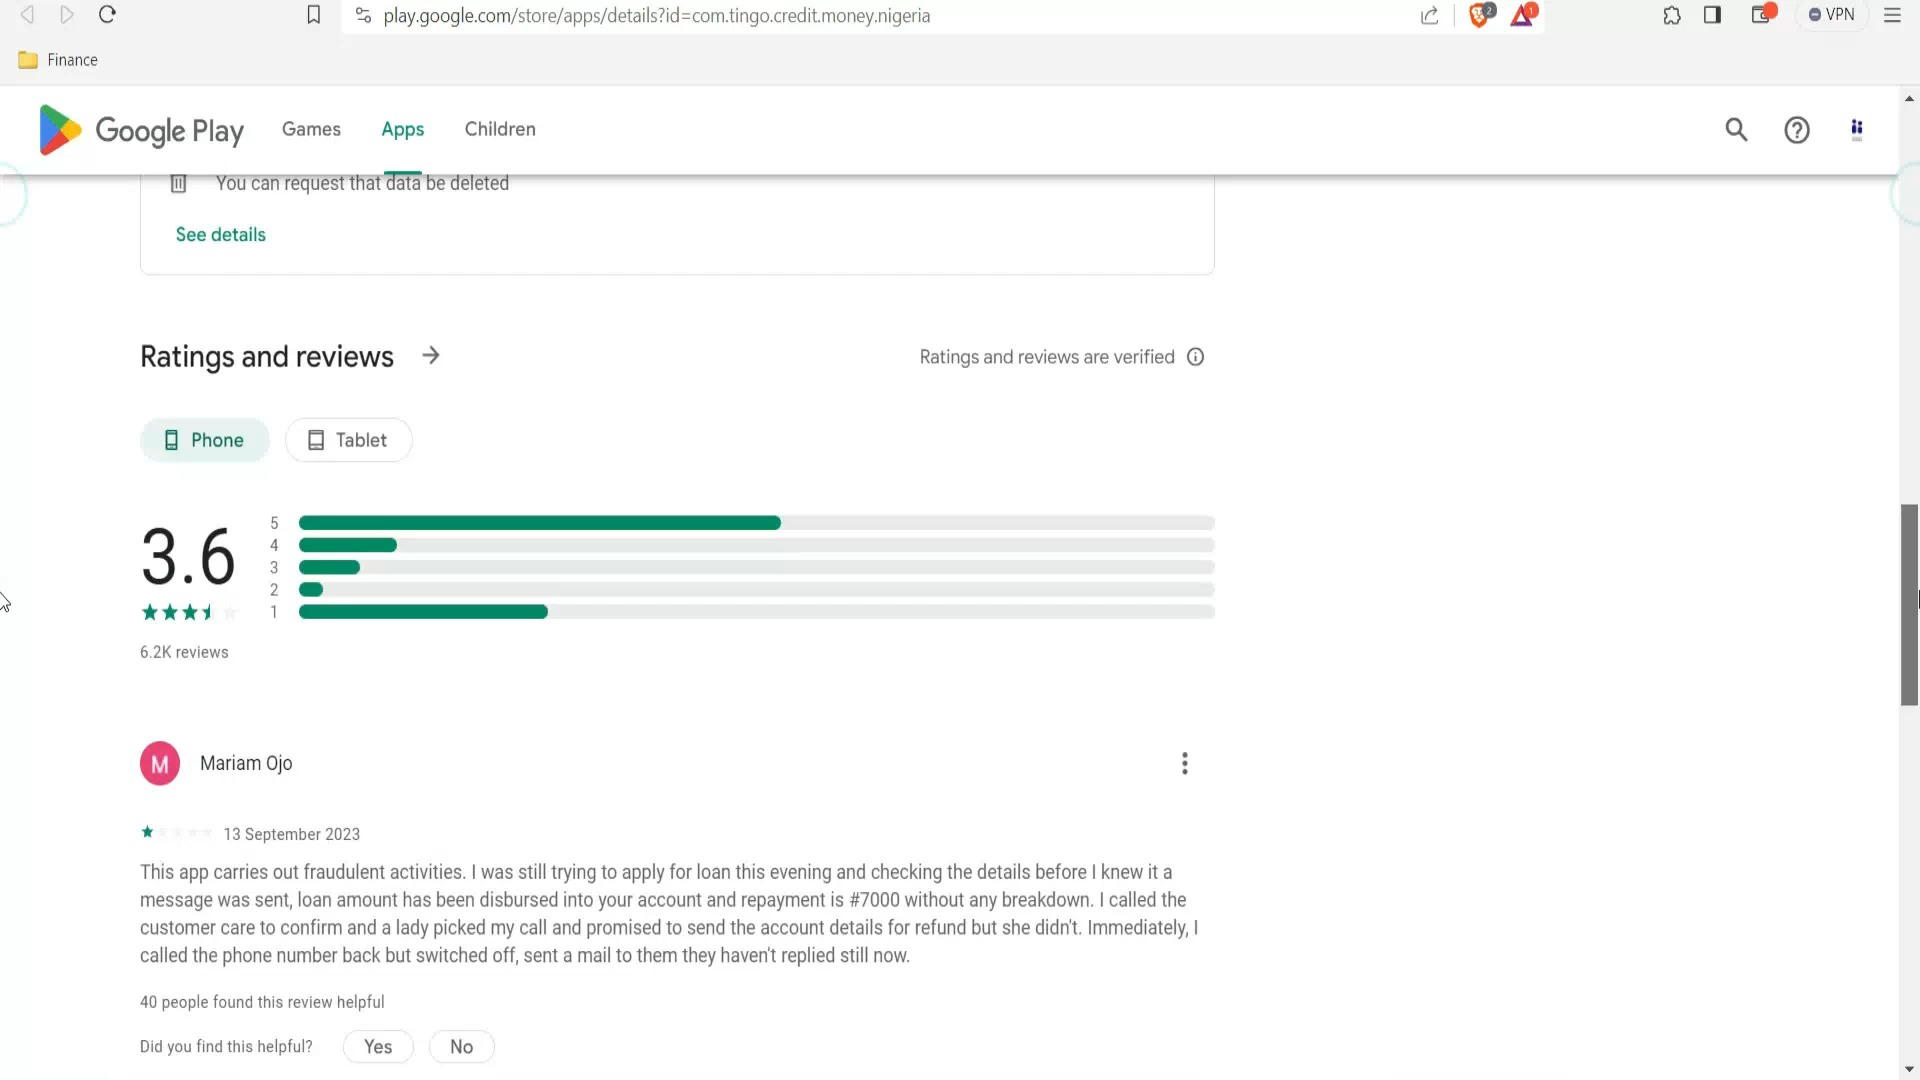 play.google.com/store/apps/details?id=com.tingo.credit.money.nigeria
2
1
VPN
Finance
Google Play
Games
Apps
Children
You can request that data be deleted
See details
Ratings and reviews
Ratings and reviews are verified
Phone
Tablet
3.6
5
4
3
2
1
6.2K reviews
M
Mariam Ojo
13 September 2023
This app carries out fraudulent activities. I was still trying to apply for loan this evening and checking the details before I knew it a
message was sent, loan amount has been disbursed into your account and repayment is #7000 without any breakdown. I called the
customer care to confirm and a lady picked my call and promised to send the account details for refund but she didn't. Immediately, I
called the phone number back but switched off, sent a mail to them they haven't replied still now.
40 people found this review helpful
Did you find this helpful?
Yes
No